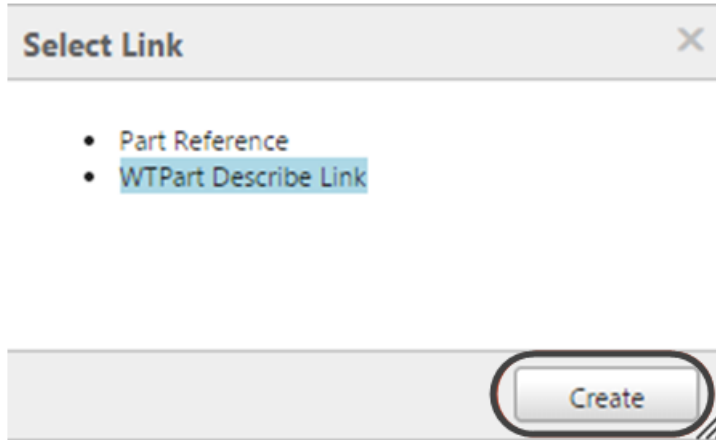 Select Link
Part Reference
WTPart Describe Link
Create